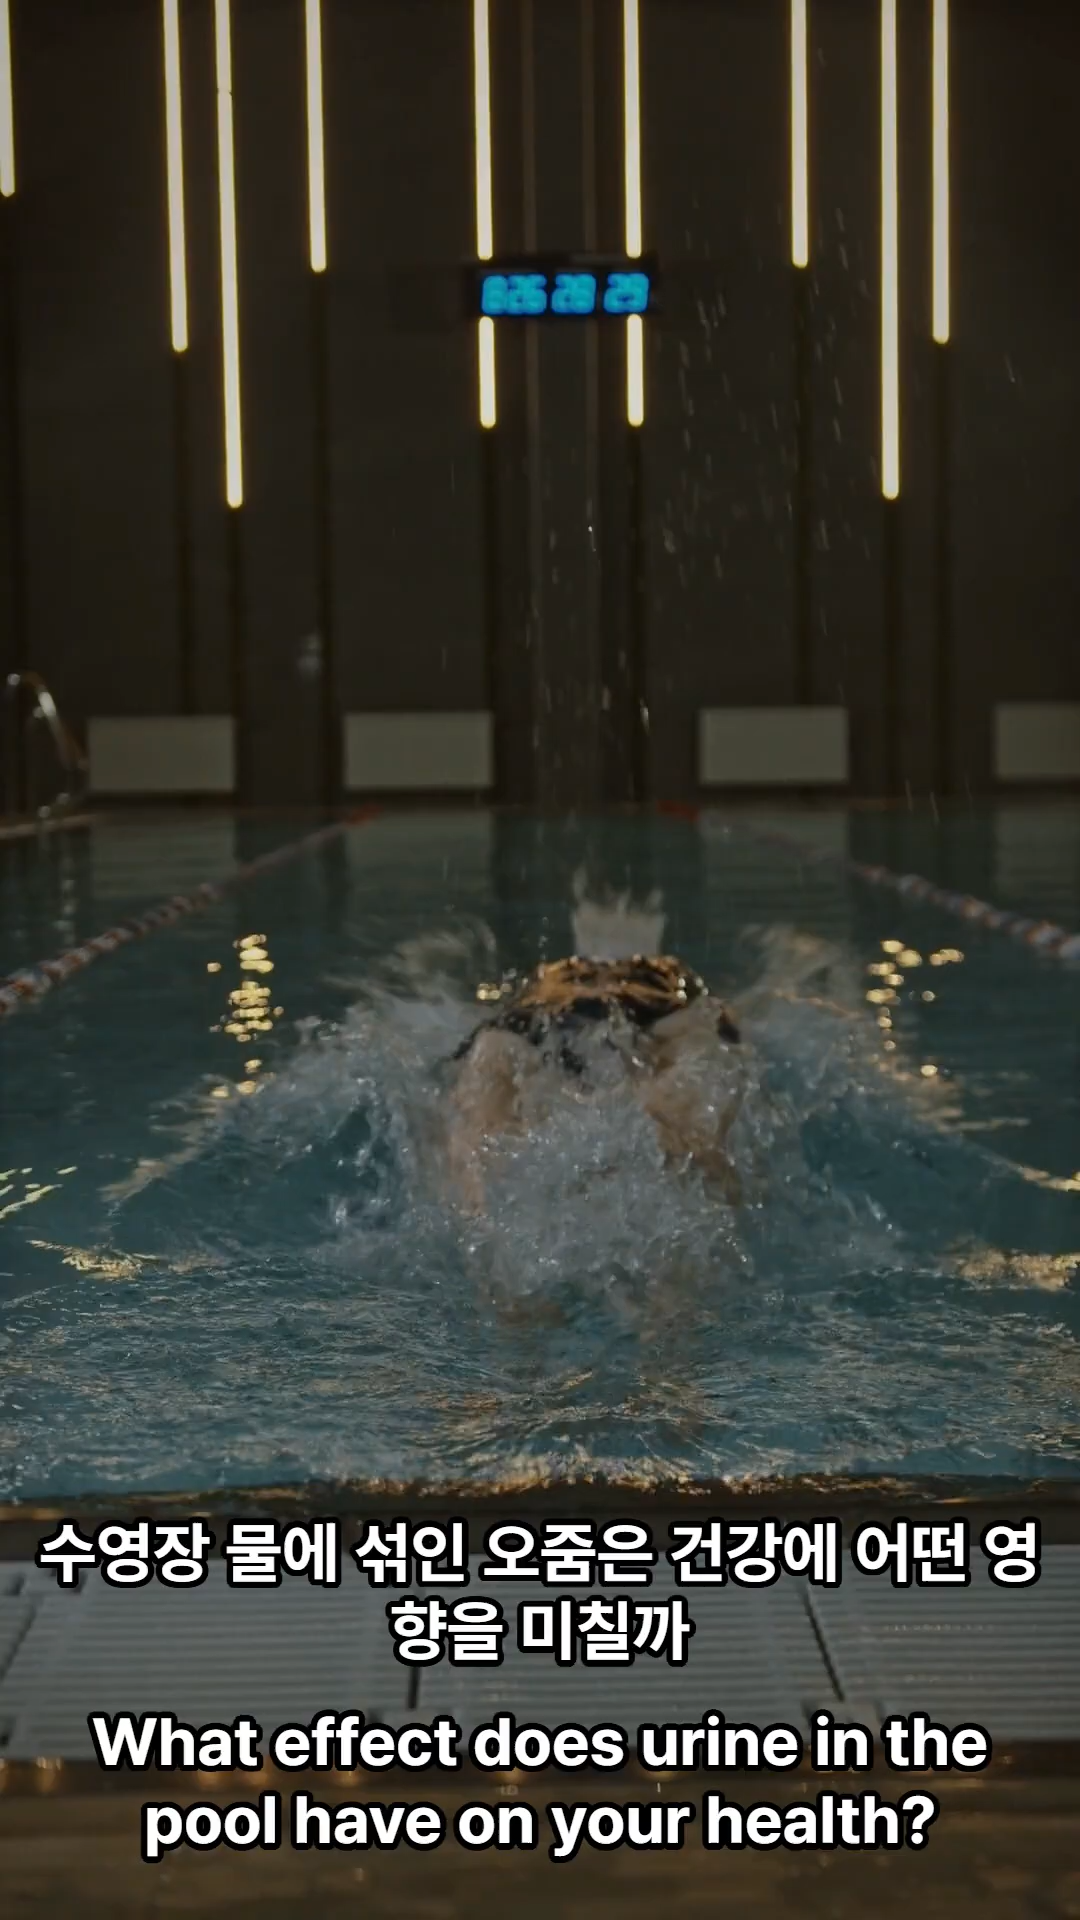 수영장 물에 섞인 오줌은 건강에 어떤 영
향을 미칠까
What effect does urine in the
pool have on your health?